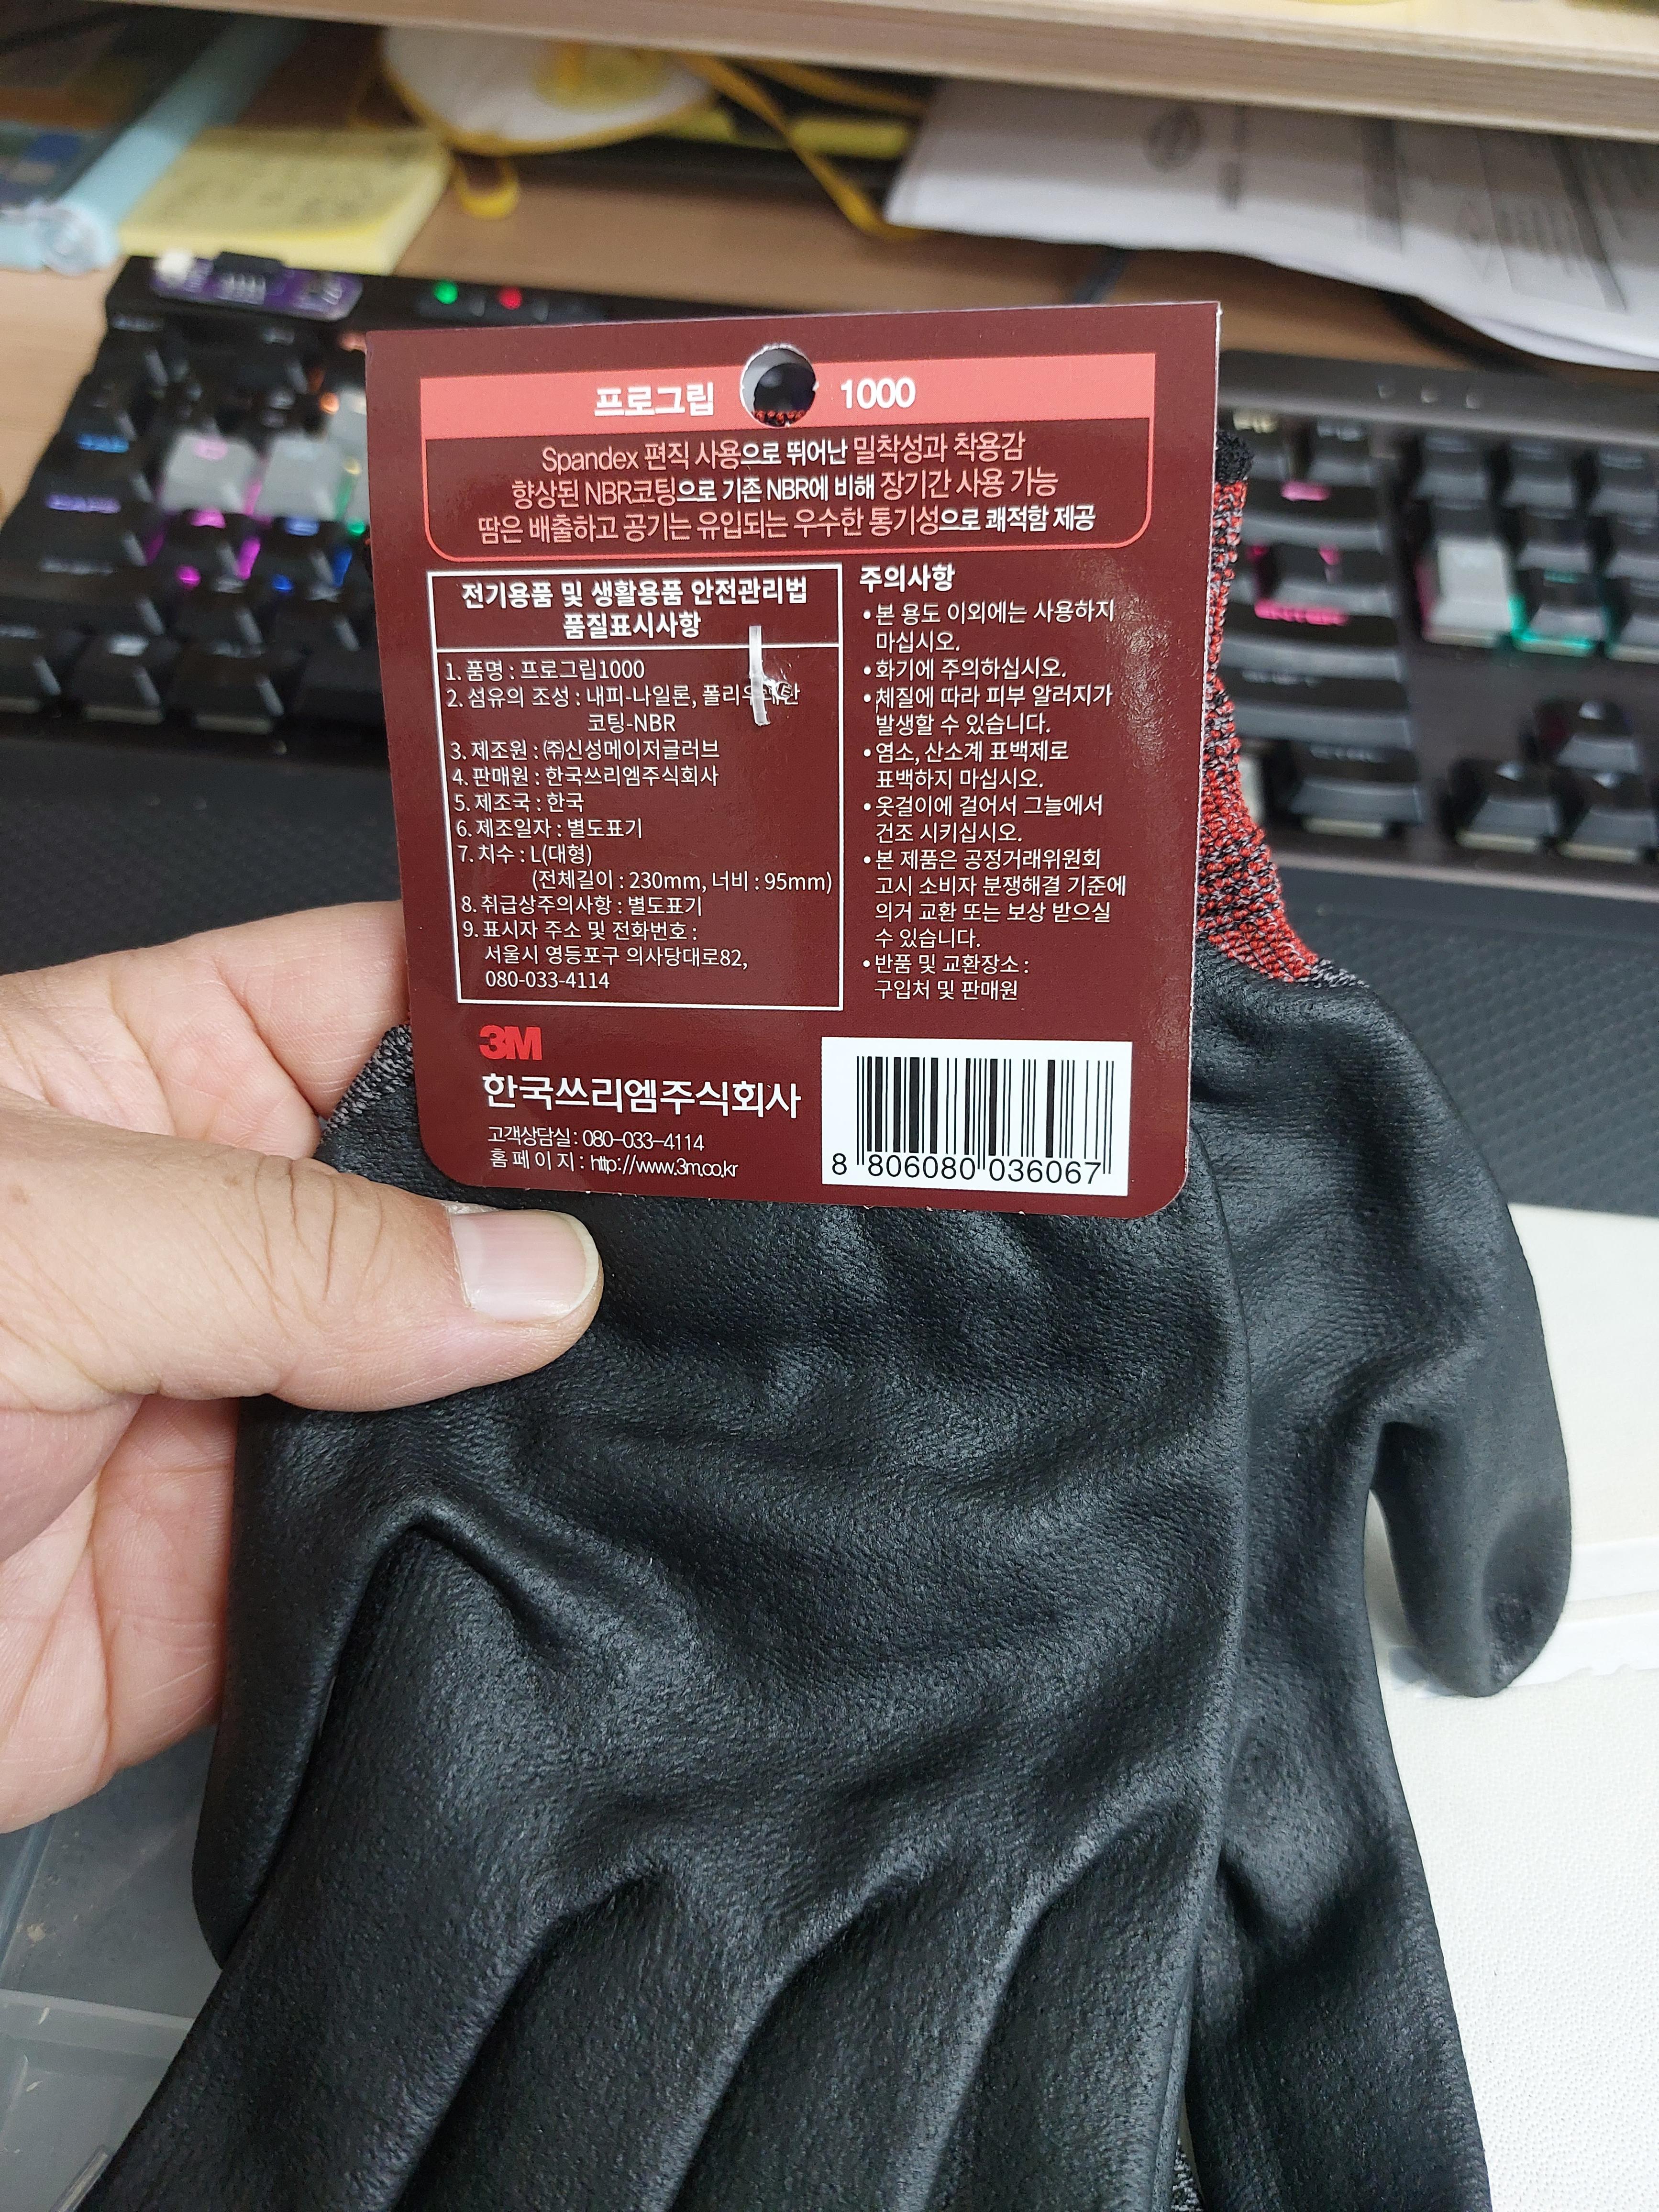 프로그립 1000
Spandex 편직 사용으로 뛰어난 밀착성과 착용감
향상된 NBR코팅으로 기존 NBR에 비해 장기간 사용 가능
땀은 배출하고 공기는 유입되는 우수한 통기성으로 쾌적함 제공
전기용품 및 생활용품 안전관리법
품질표시사항
1. 품명 : 프로그립1000
2. 섬유의 조성 : 내피-나일론, 폴리우레탄
코팅-NBR
3. 제조원 : ㈜신성메이저글러브
4. 판매원 : 한국쓰리엠주식회사
5. 제조국 : 한국
6. 제조일자 : 별도표기
7. 치수 : L(대형)
(전체길이 : 230mm, 너비 : 95mm)
8. 취급상주의사항 : 별도표기
9. 표시자 주소 및 전화번호 :
서울시 영등포구 의사당대로82,
080-033-4114
주의사항
• 본 용도 이외에는 사용하지
마십시오.
• 화기에 주의하십시오.
• 체질에 따라 피부 알러지가
발생할 수 있습니다.
• 염소, 산소계 표백제로
표백하지 마십시오.
• 옷걸이에 걸어서 그늘에서
건조 시키십시오.
• 본 제품은 공정거래위원회
고시 소비자 분쟁해결 기준에
의거 교환 또는 보상 받으실
수 있습니다.
• 반품 및 교환장소 :
구입처 및 판매원
3M
한국쓰리엠주식회사
고객상담실 : 080-033-4114
홈페이지 : http://www.3m.co.kr
8 806080 036067
ENTER